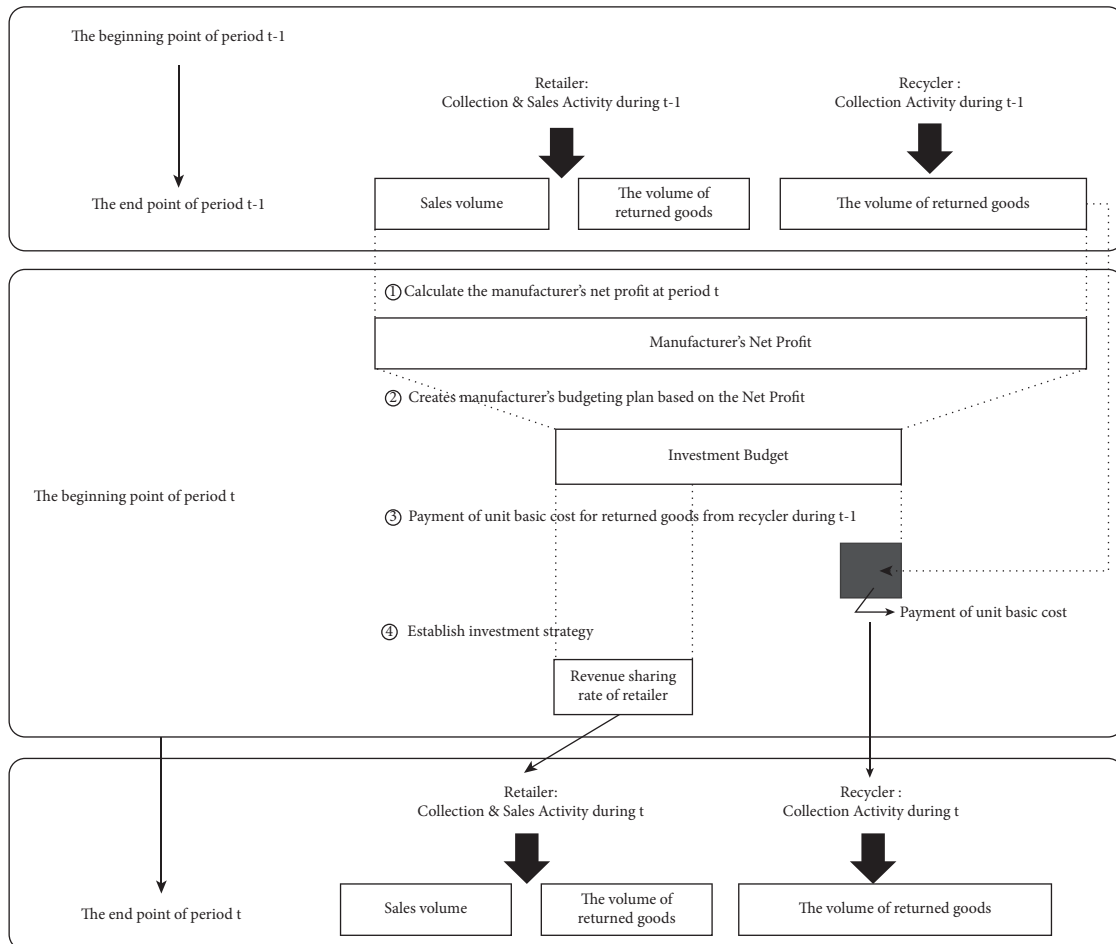 The beginning point of period t-1
Retailer:
Collection & Sales Activity during t-1
Recycler :
Collection Activity during t-1
The end point of period t-1
Sales volume
The volume of
returned goods
The volume of returned goods
① Calculate the manufacturer's net profit at period t
Manufacturer's Net Profit
② Creates manufacturer's budgeting plan based on the Net Profit
Investment Budget
The beginning point of period t
③ Payment of unit basic cost for returned goods from recycler during t-1
Payment of unit basic cost
④ Establish investment strategy
Revenue sharing
rate of retailer
Retailer:
Collection & Sales Activity during t
Recycler :
Collection Activity during t
The end point of period t
Sales volume
The volume of
returned goods
The volume of returned goods